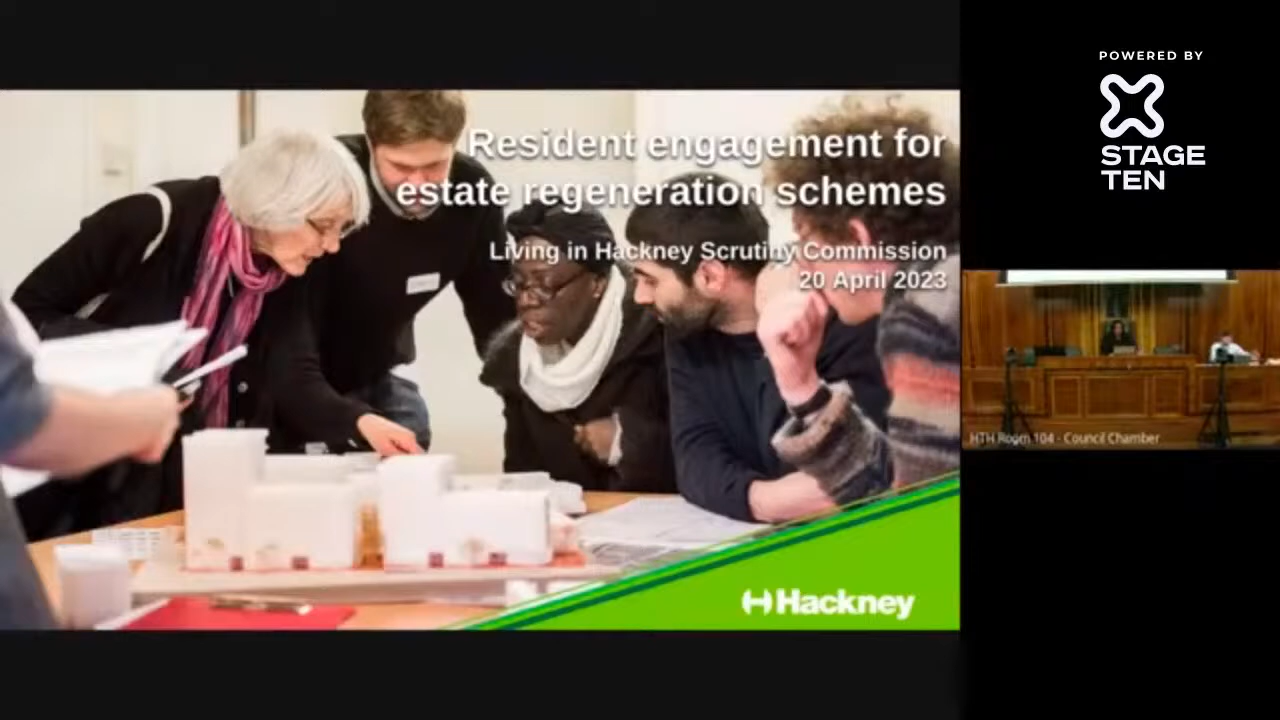 Resident engagement for
estate regeneration schemes
Living in Hackney Scrutiny Commission
20 April 2023
Hackney
POWERED BY
STAGE
TEN
HTH Room 104 - Council Chamber